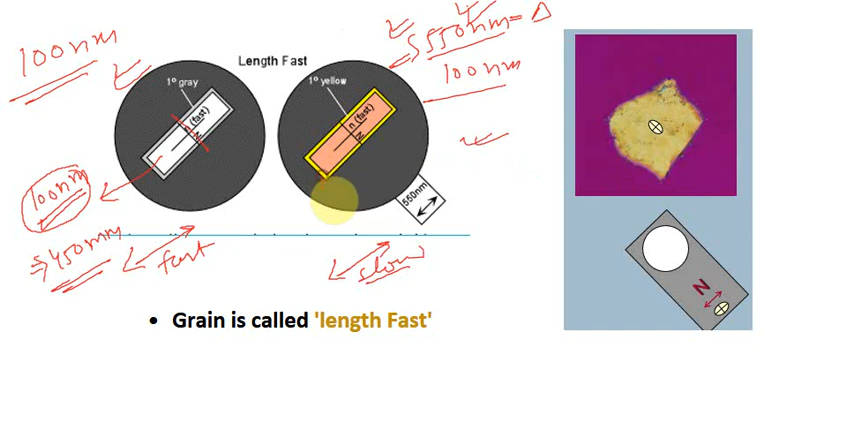 100nm
550nm = Δ
100nm
Length Fast
1° gray
1° yellow
n (fast)
N
n (fast)
N
550nm
100nm
⇒ 450nm
fast
slow
N
• Grain is called 'length Fast'